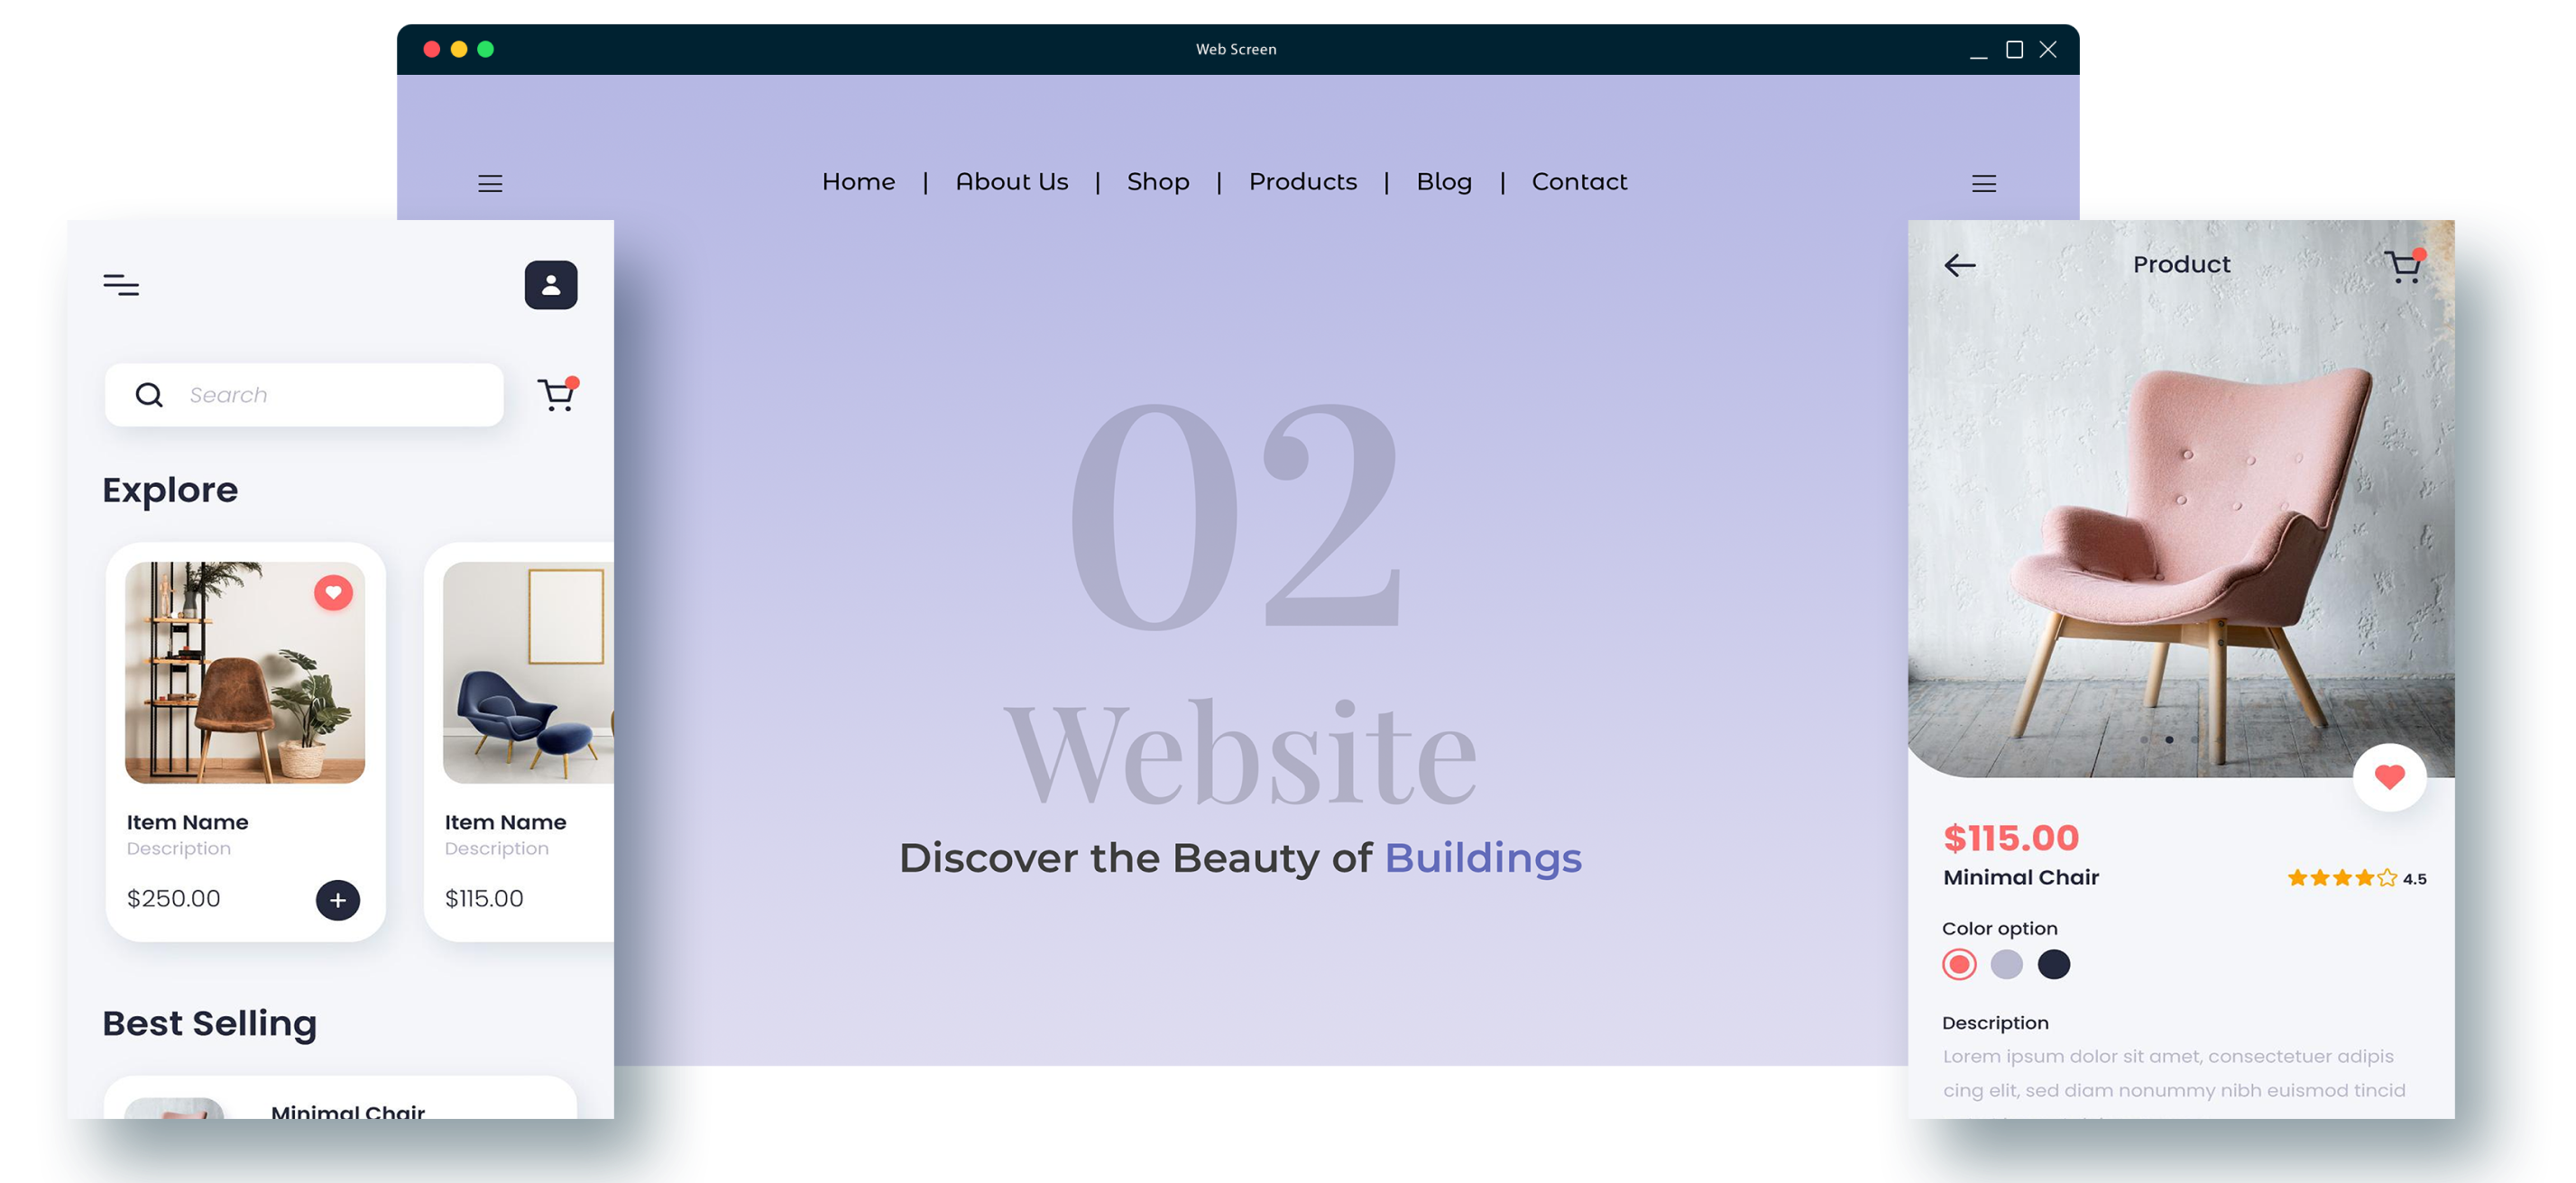 Web Screen
Home | About Us | Shop | Products | Blog | Contact
02
Website
Discover the Beauty of Buildings
Search
Explore
Item Name
Description
$250.00
Item Name
Description
$115.00
Best Selling
Minimal Chair
Product
$115.00
Minimal Chair
4.5
Color option
Description
Lorem ipsum dolor sit amet, consectetuer adipis
cing elit, sed diam nonummy nibh euismod tincid